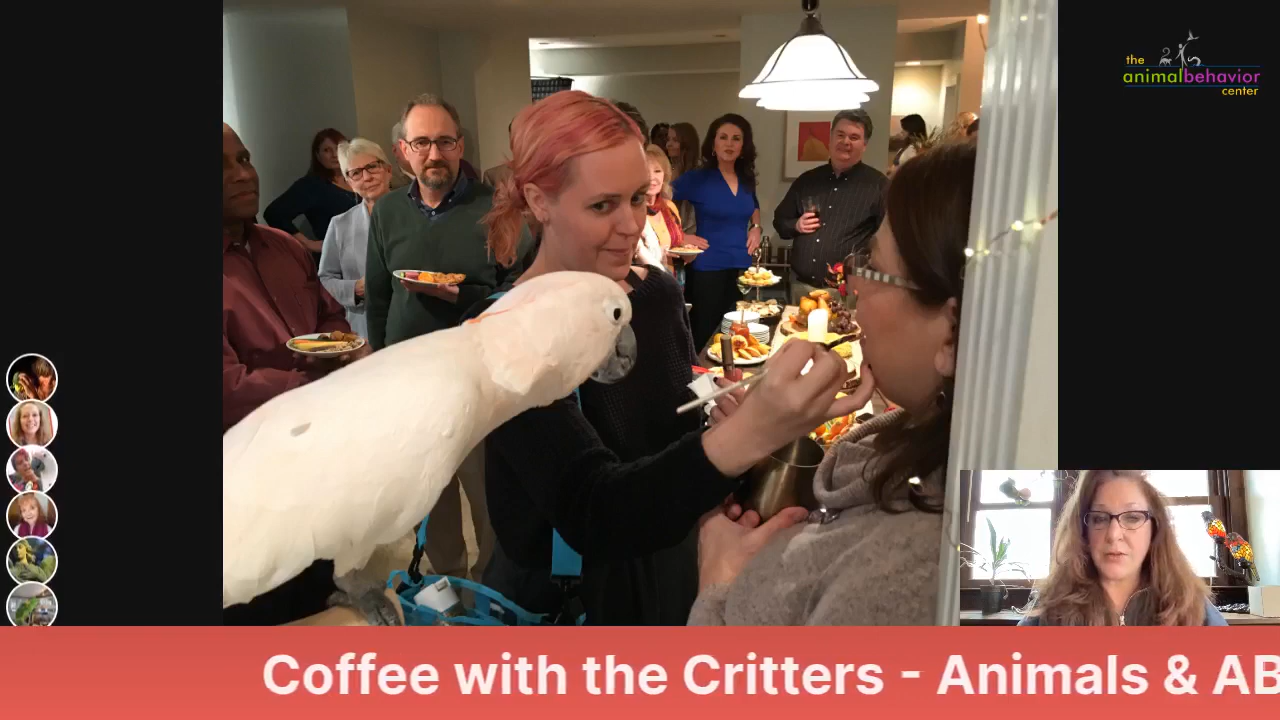 the
animalbehavior
center
Coffee with the Critters - Animals & AB